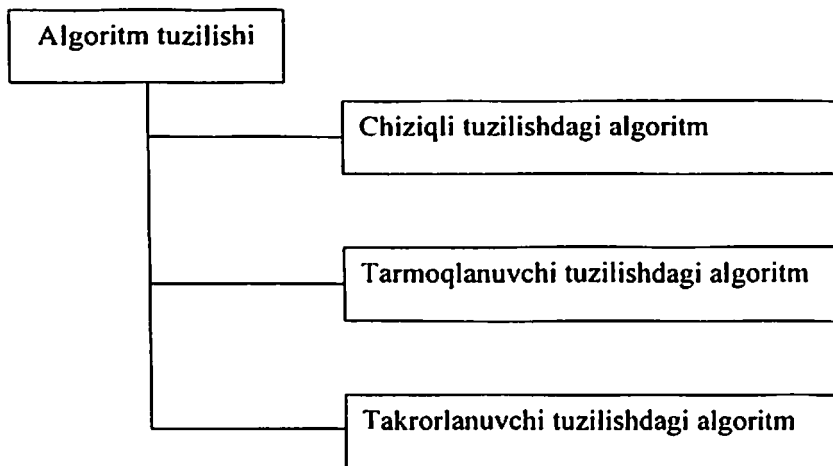 Algoritm tuzilishi
Chiziqli tuzilishdagi algoritm
Tarmoqlanuvchi tuzilishdagi algoritm
Takrorlanuvchi tuzilishdagi algoritm